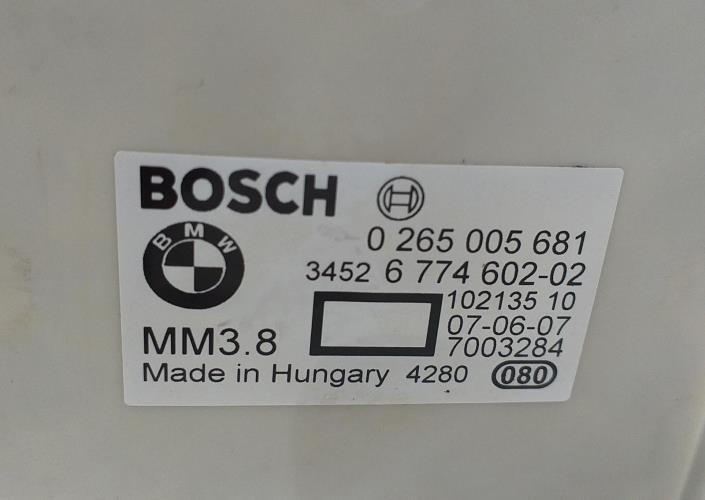 BOSCH
BMW
0 265 005 681
3452 6 774 602-02
102135 10
07-06-07
MM3.8
7003284
Made in Hungary 4280 080